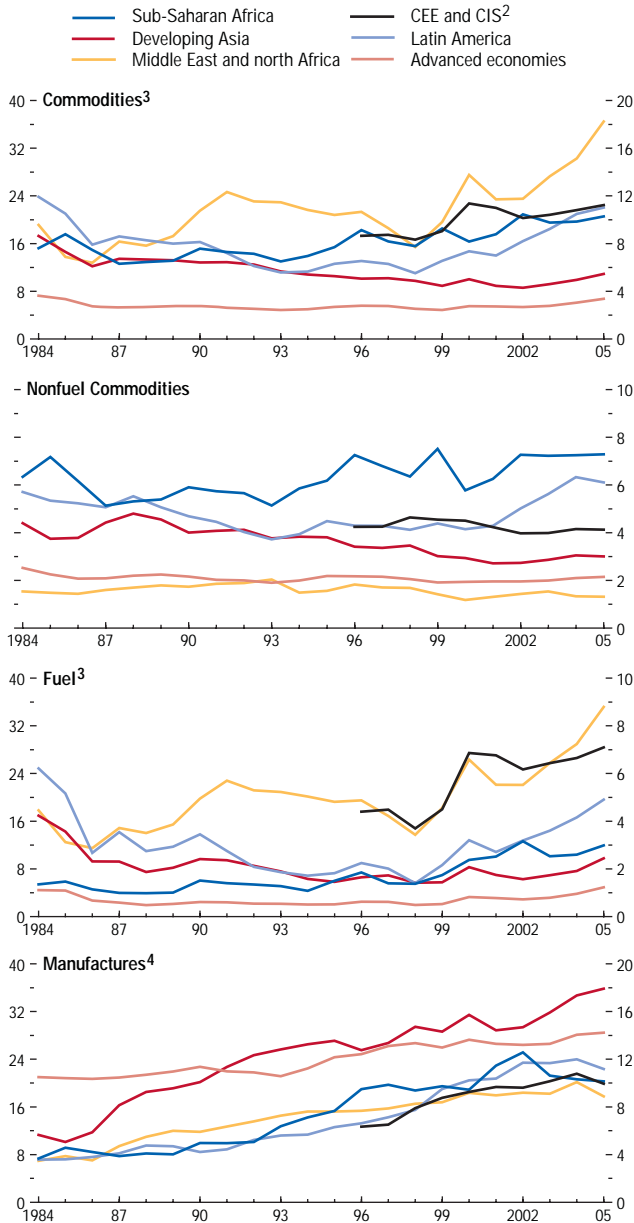 Sub-Saharan Africa CEE and CIS2
Developing Asia Latin America
Middle East and north Africa Advanced economies
40 Commodities3 20
32 16
24 12
16 8
8 4
0 0
1984 87 90 93 96 99 2002 05
Nonfuel Commodities 10
8
6
4
2
0
1984 87 90 93 96 99 2002 05
40 Fuel3 10
32 8
24 6
16 4
8 2
0 0
1984 87 90 93 96 99 2002 05
40 Manufactures4 20
32 16
24 12
16 8
8 4
0 0
1984 87 90 93 96 99 2002 05